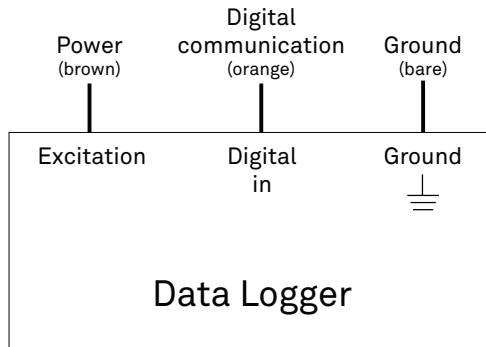 Power
(brown)
Digital
communication
(orange)
Ground
(bare)
Excitation
Digital
in
Ground
Data Logger